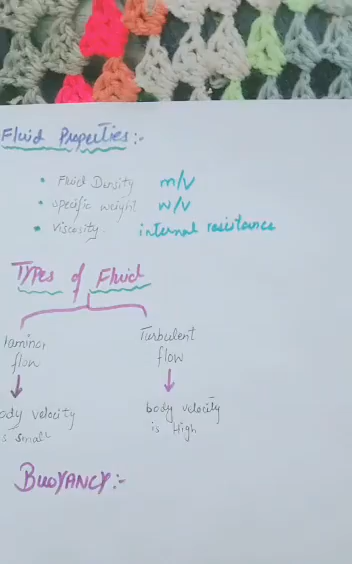 Fluid Properties:-
• Fluid Density m/v
• specific weight w/v
• Viscosity. internal resistance
Types of Fluid
laminar
flow
Turbulent
flow
body velocity
is small
body velocity
is High
BUOYANCY:-